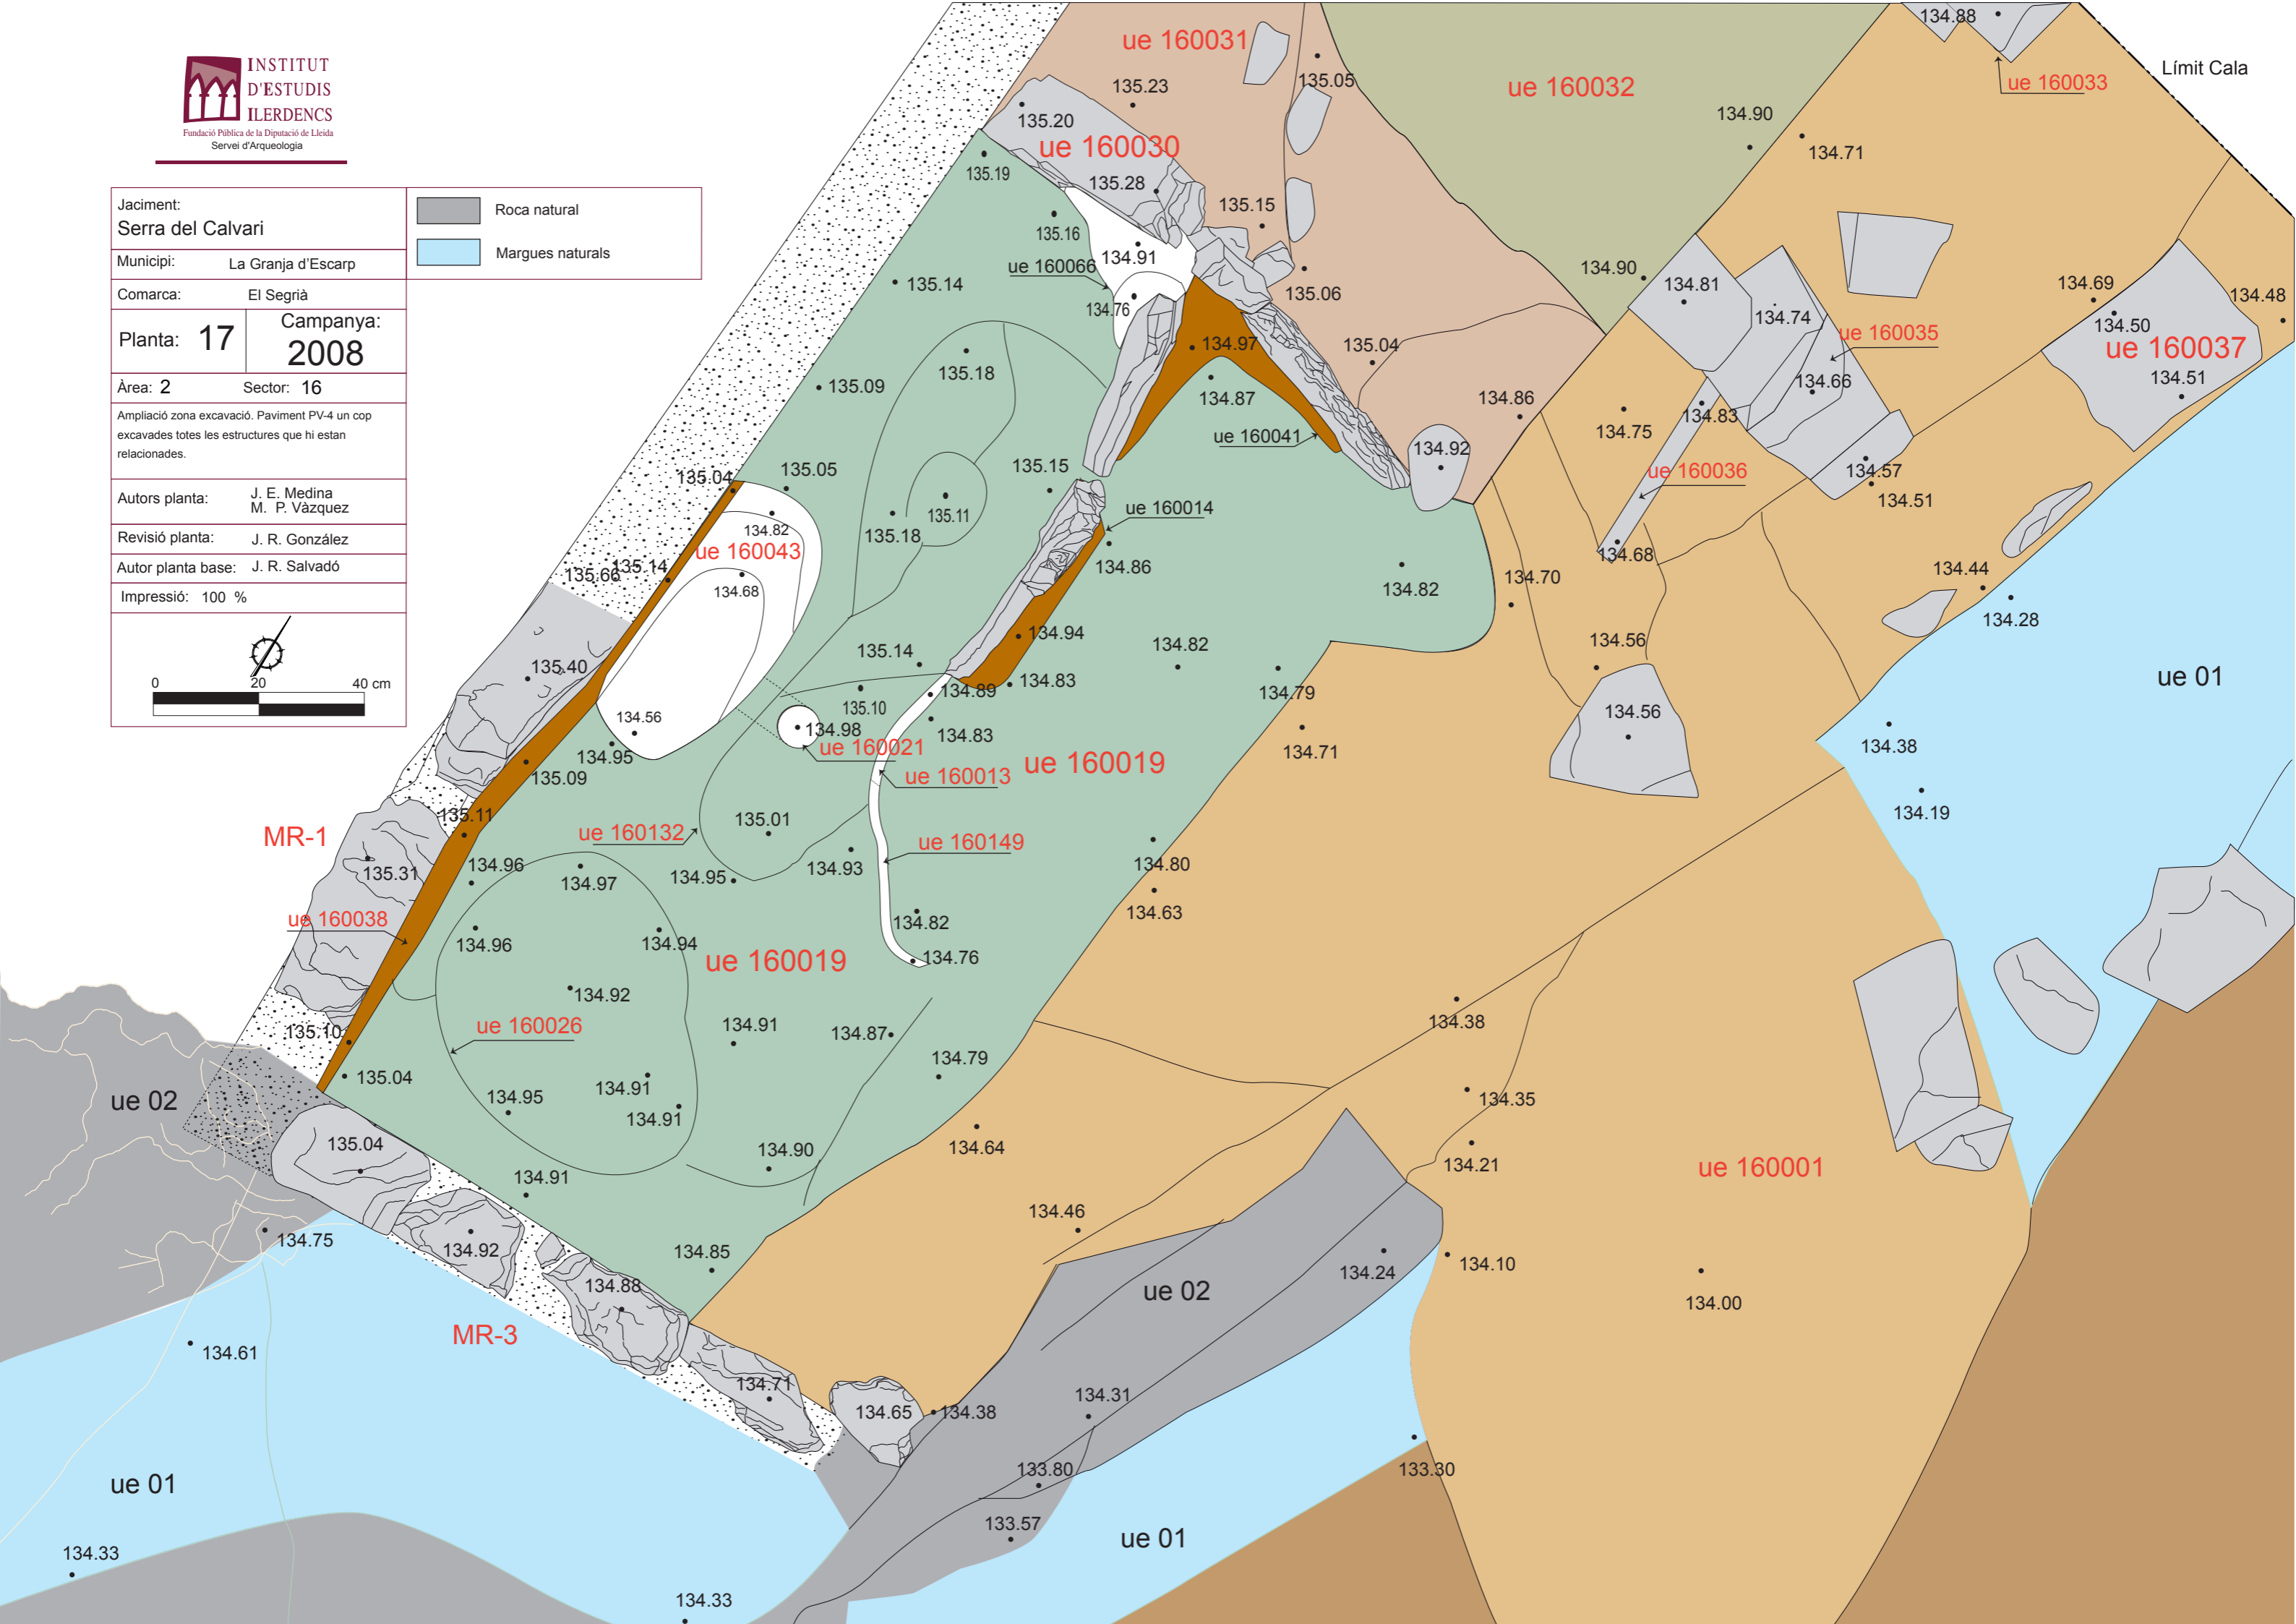 INSTITUT
D'ESTUDIS
ILERDENCS
Fundació Pública de la Diputació de Lleida
Servei d'Arqueologia
Jaciment:
Serra del Calvari
Municipi: La Granja d'Escarp
Comarca: El Segrià
Planta: 17
Campanya:
2008
Àrea: 2 Sector: 16
Ampliació zona excavació. Paviment PV-4 un cop
excavades totes les estructures que hi estan
relacionades.
Autors planta: J. E. Medina
M. P. Vàzquez
Revisió planta: J. R. González
Autor planta base: J. R. Salvadó
Impressió: 100 %
0 20 40 cm
Roca natural
Margues naturals
134.88
ue 160031
Límit Cala
135.05
ue 160033
135.23
ue 160032
135.20
134.90
ue 160030
134.71
135.19
135.28
135.15
135.16
134.91
ue 160066
134.90
135.14
134.81
134.69
135.06
134.48
134.76
134.74
134.50
ue 160035
134.97
135.04
ue 160037
135.18
134.66
134.51
135.09
134.87
134.86
134.83
134.75
ue 160041
134.92
135.05
135.15
135.04
134.57
ue 160036
134.51
ue 160014
135.11
134.82
135.18
ue 160043
134.68
135.14
135.66
134.86
134.44
134.70
134.68
134.82
134.28
134.94
134.56
135.14
134.82
135.40
ue 01
134.83
134.89
134.79
135.10
134.56
134.56
134.98
134.83
ue 160021
134.38
134.95
134.71
ue 160019
135.09
ue 160013
135.11
134.19
135.01
MR-1
ue 160132
ue 160149
134.96
134.80
134.93
135.31
134.95
134.97
134.63
ue 160038
134.82
134.96
134.94
134.76
ue 160019
134.92
134.38
ue 160026
134.91
134.87
135.10
134.79
135.04
134.91
134.95
134.35
ue 02
134.91
135.04
134.90
134.64
134.21
ue 160001
134.91
134.46
134.75
134.92
134.85
134.10
134.24
134.88
ue 02
134.00
MR-3
134.61
134.71
134.31
134.65
134.38
133.80
133.30
ue 01
133.57
ue 01
134.33
134.33